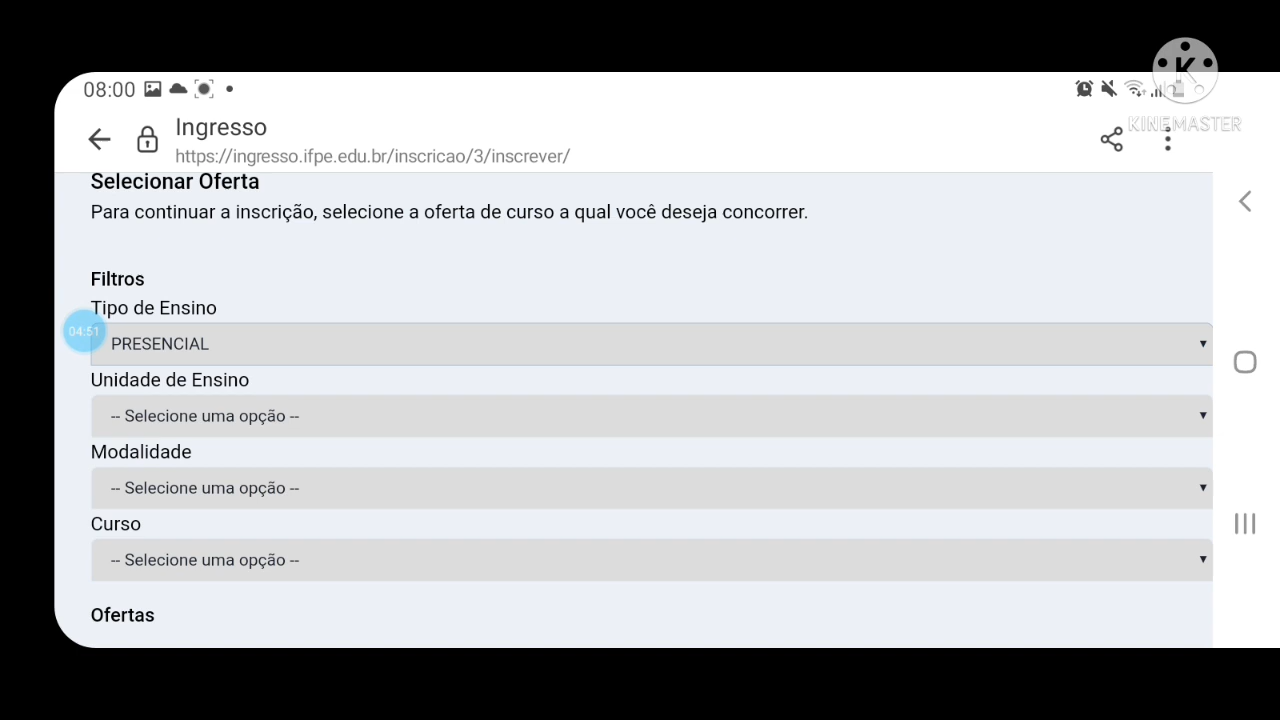 08:00
KINEMASTER
Ingresso
https://ingresso.ifpe.edu.br/inscricao/3/inscrever/
Selecionar Oferta
Para continuar a inscrição, selecione a oferta de curso a qual você deseja concorrer.
Filtros
Tipo de Ensino
04:51
PRESENCIAL
Unidade de Ensino
-- Selecione uma opção --
Modalidade
-- Selecione uma opção --
Curso
-- Selecione uma opção --
Ofertas